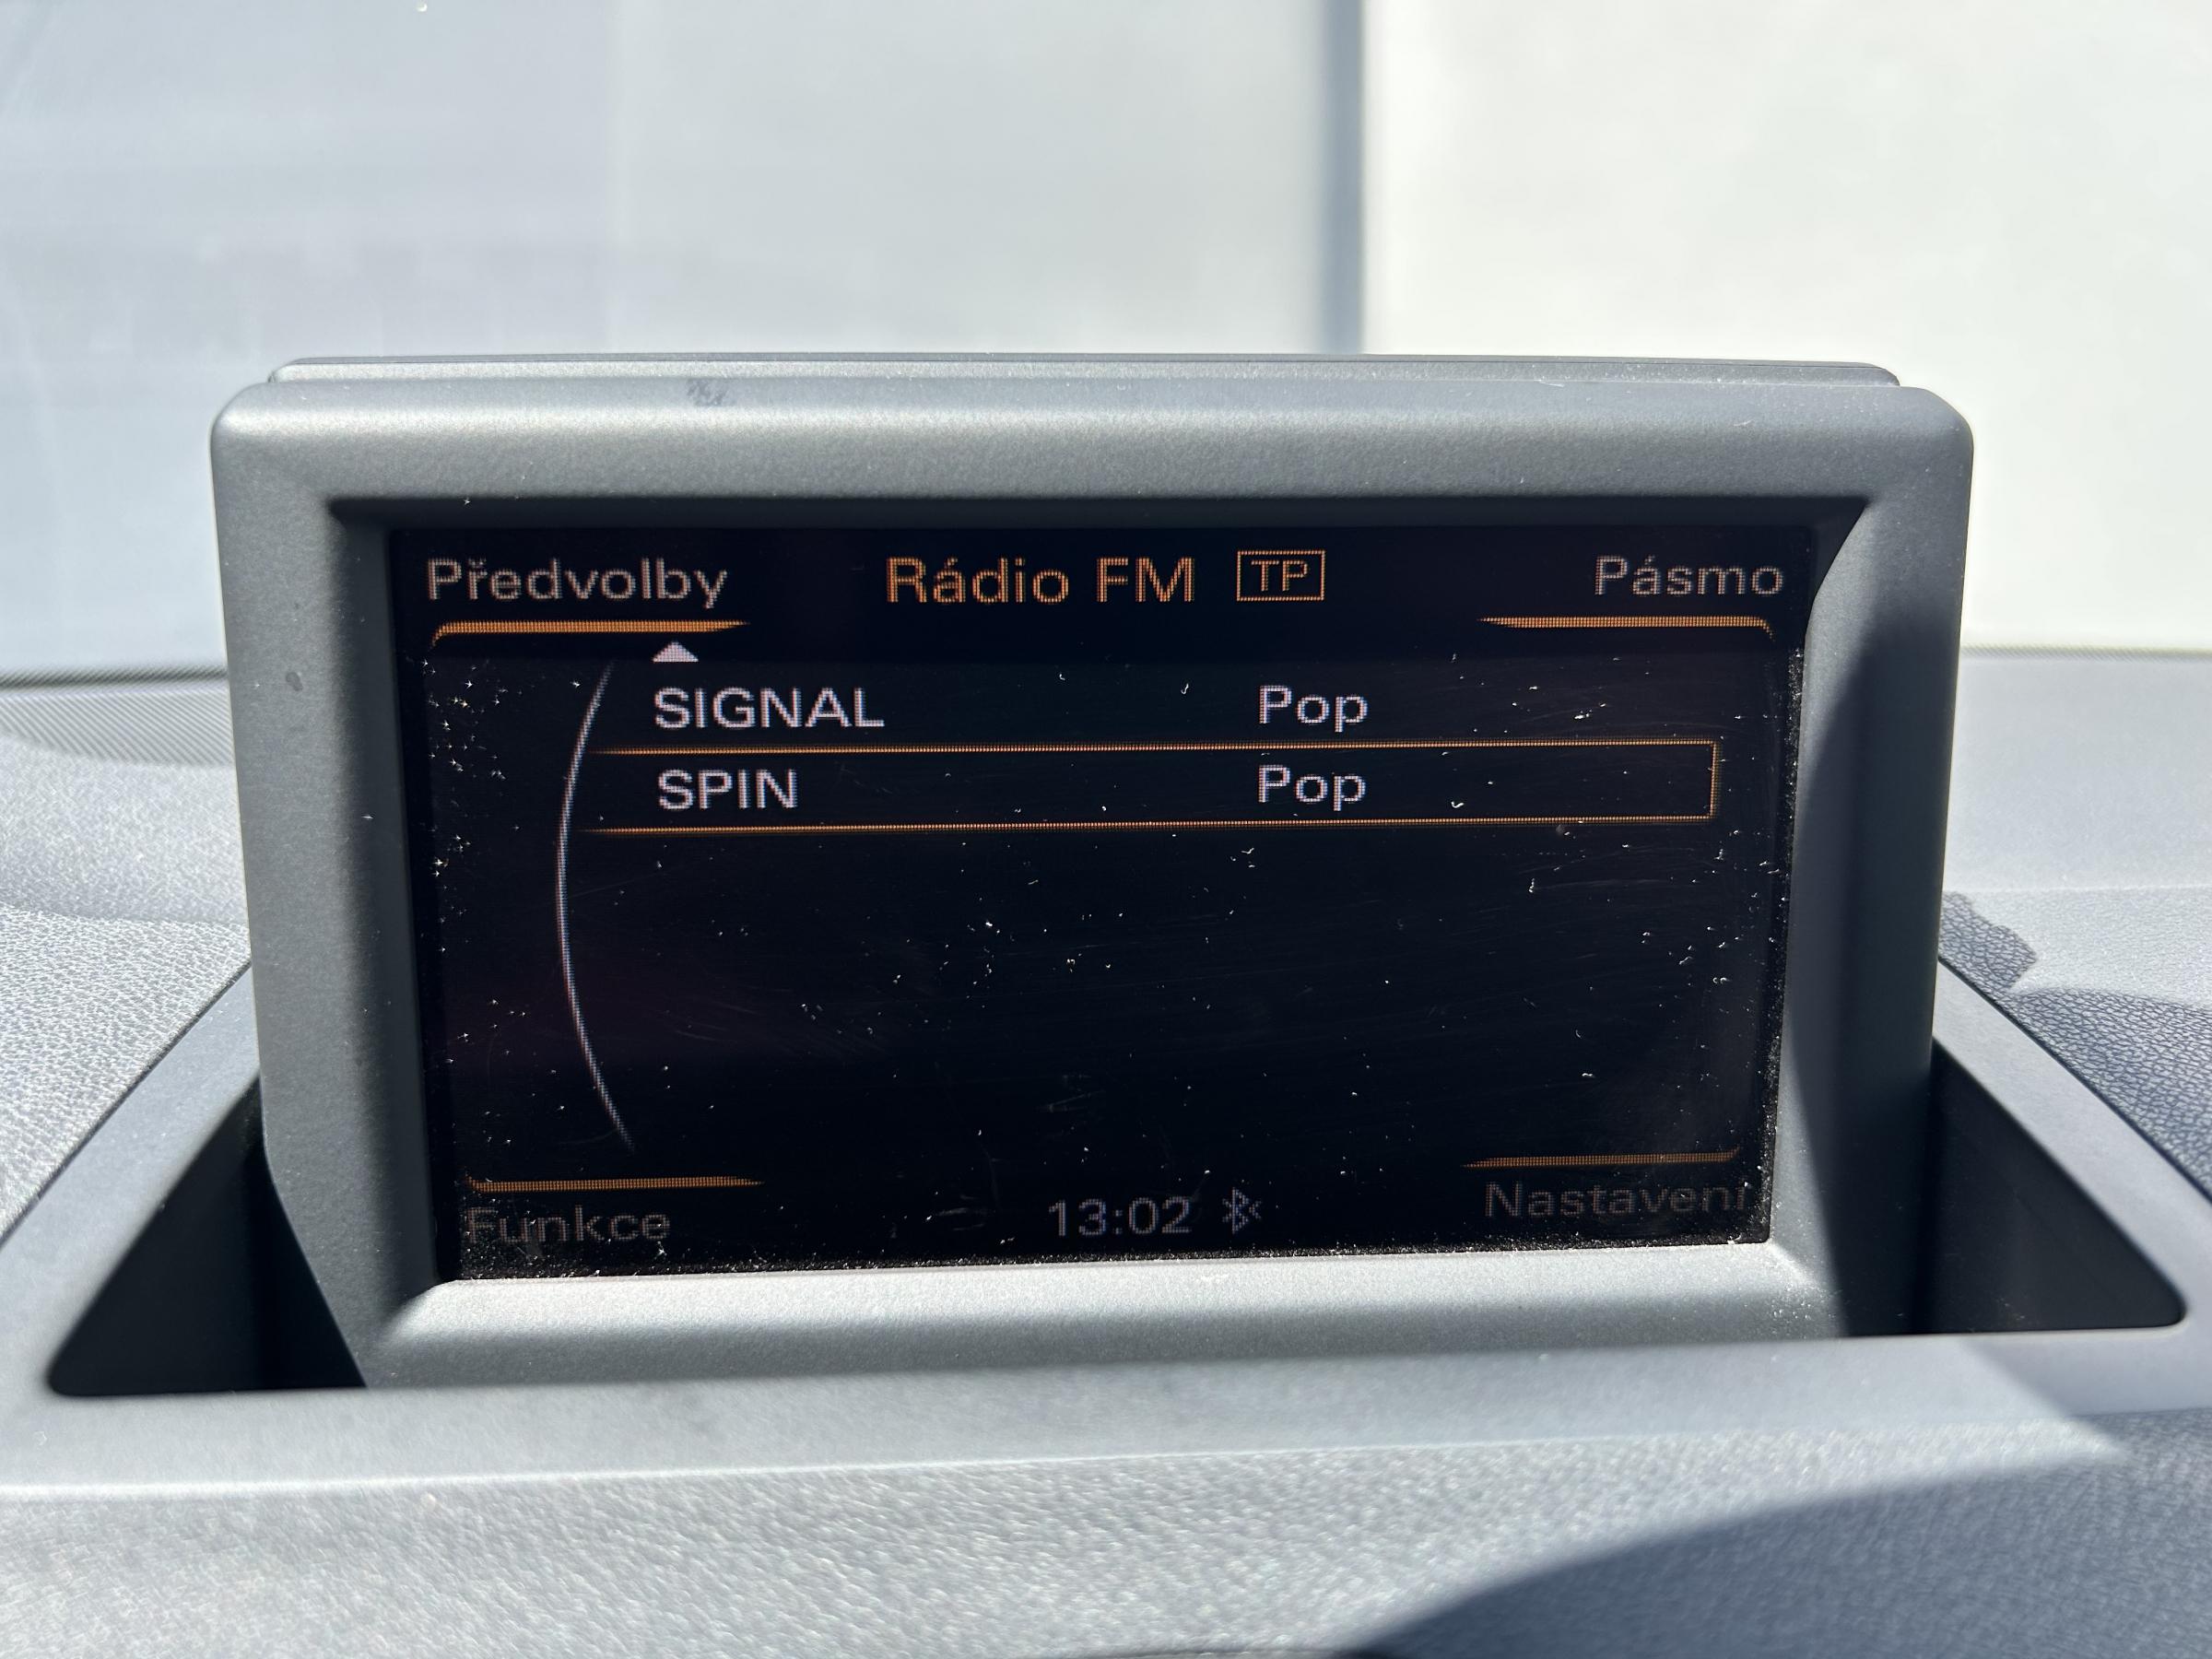 Předvolby Rádio FM TP Pásmo
SIGNAL Pop
SPIN Pop
Funkce 13:02 Nastavení